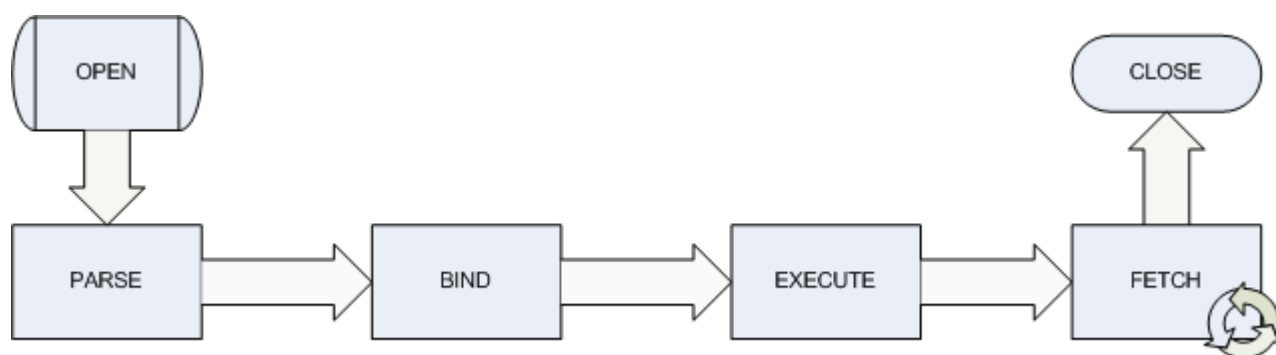 OPEN
CLOSE
PARSE
BIND
EXECUTE
FETCH